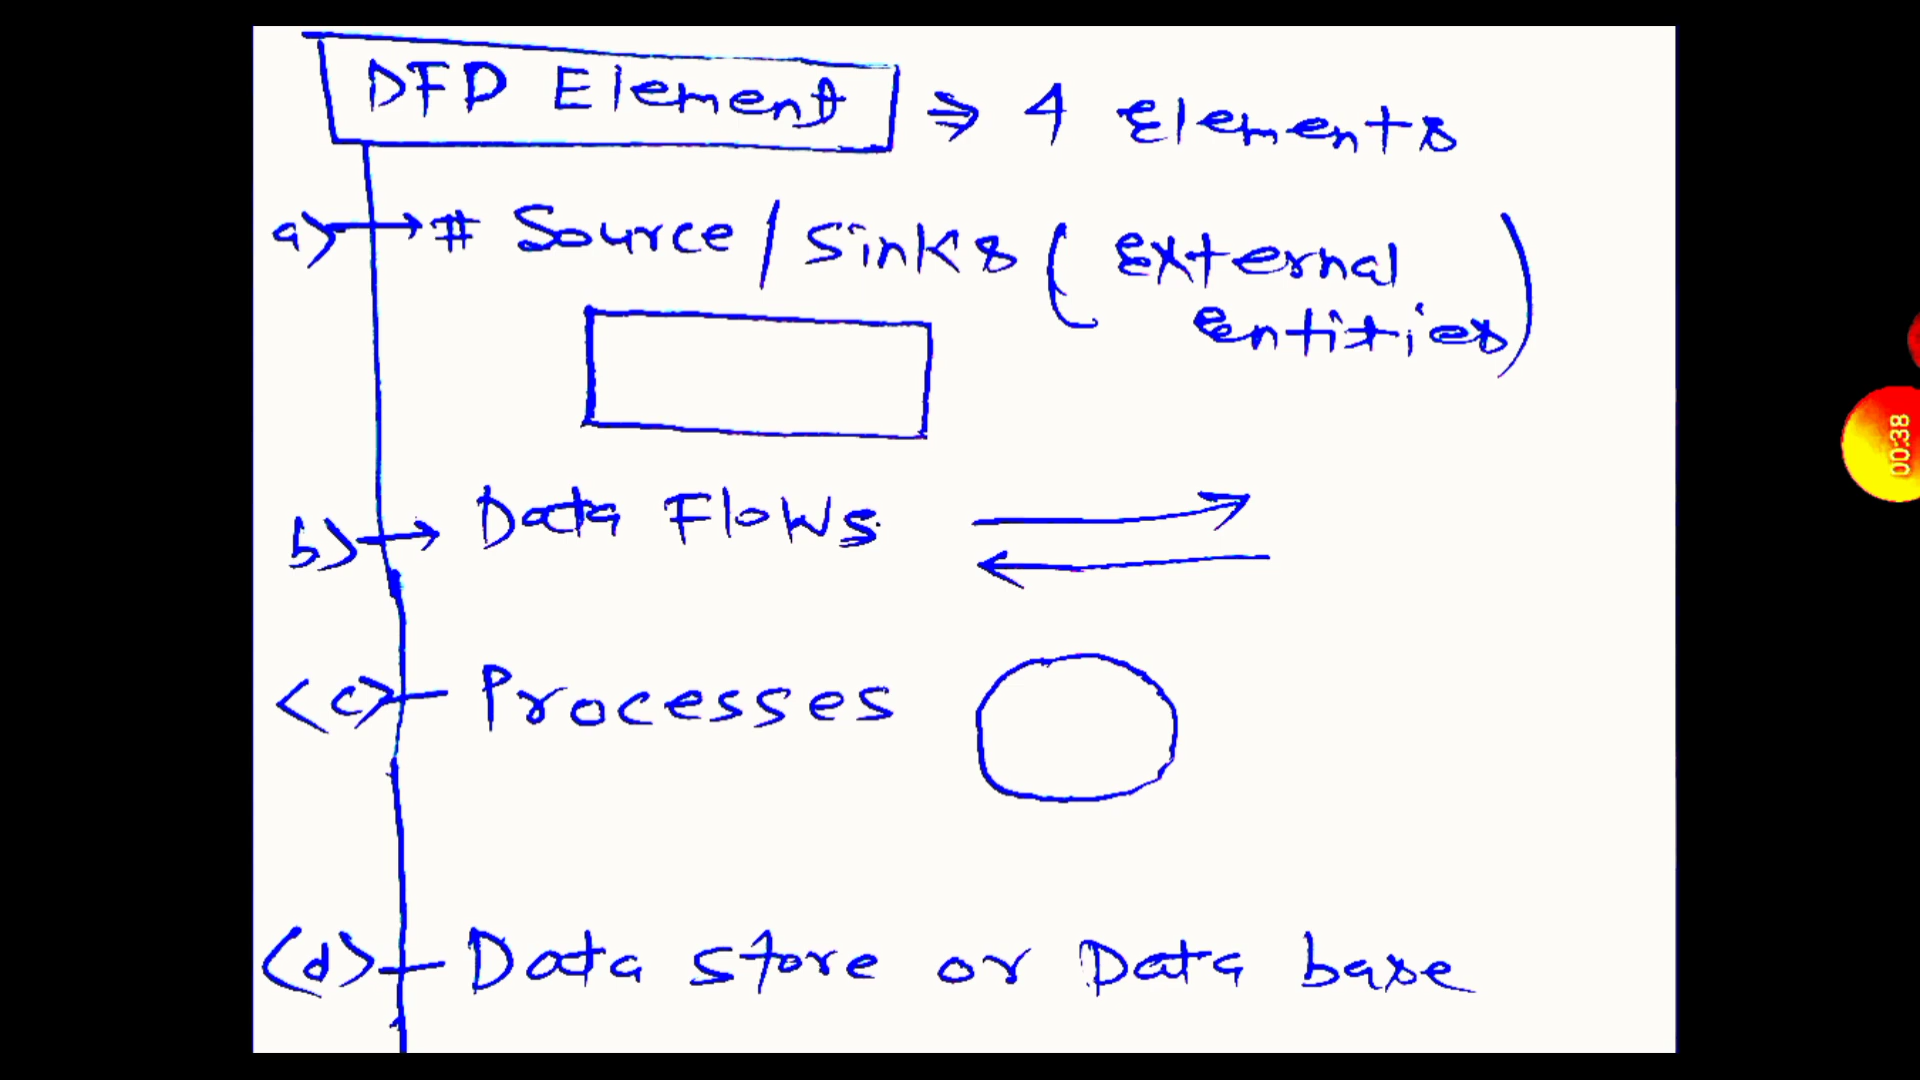 DFD Element ⇒ 4 Elements
a) → # Source / Sinks ( External
entities )
b) → Data Flows
<c> Processes
<d> Data store or Data base
00:38